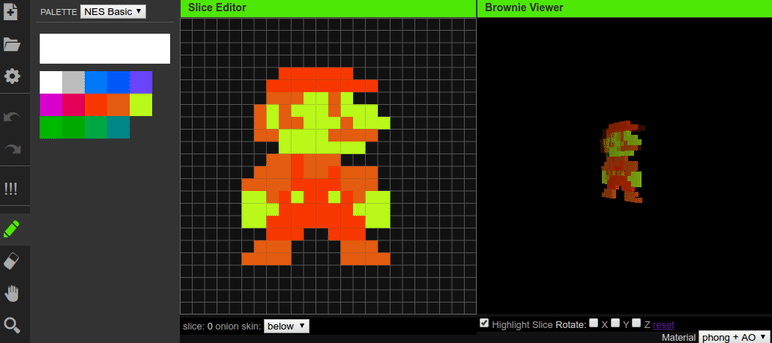 PALETTE NES Basic
Slice Editor
Brownie Viewer
!!!
slice: 0 onion skin: below
Highlight Slice Rotate: X Y Z reset
Material phong + AO